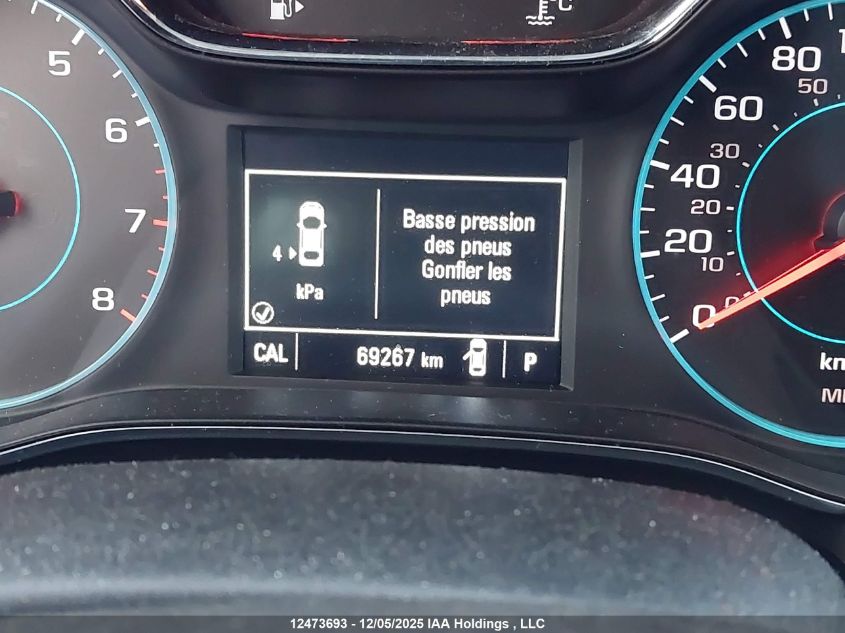 °C
5
6
7
8
4
kPa
Basse pression
des pneus
Gonfler les
pneus
CAL
69267 km
P
80
60
40
20
0
50
30
20
10
0
12473693 - 12/05/2025 IAA Holdings , LLC